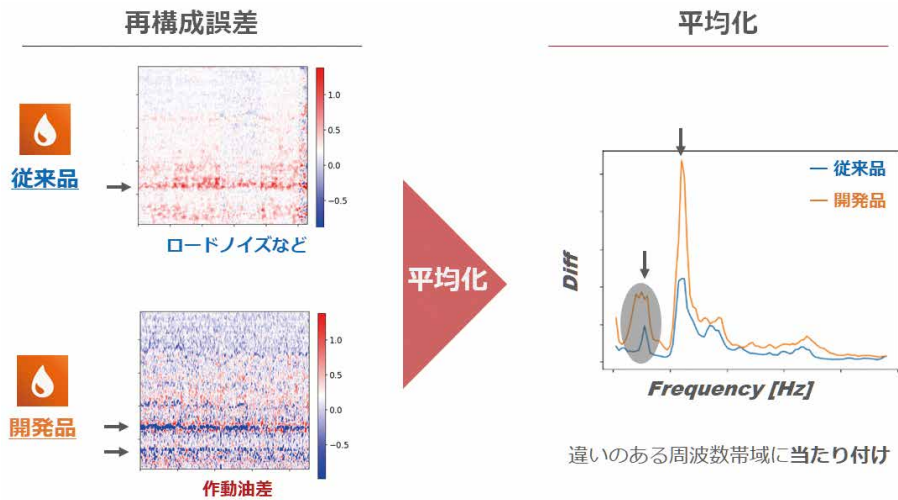 再構成誤差
平均化
従来品
1.0
0.5
0.0
−0.5
ロードノイズなど
開発品
1.0
0.5
0.0
−0.5
作動油差
平均化
従来品
開発品
Diff
Frequency [Hz]
違いのある周波数帯域に当たり付け